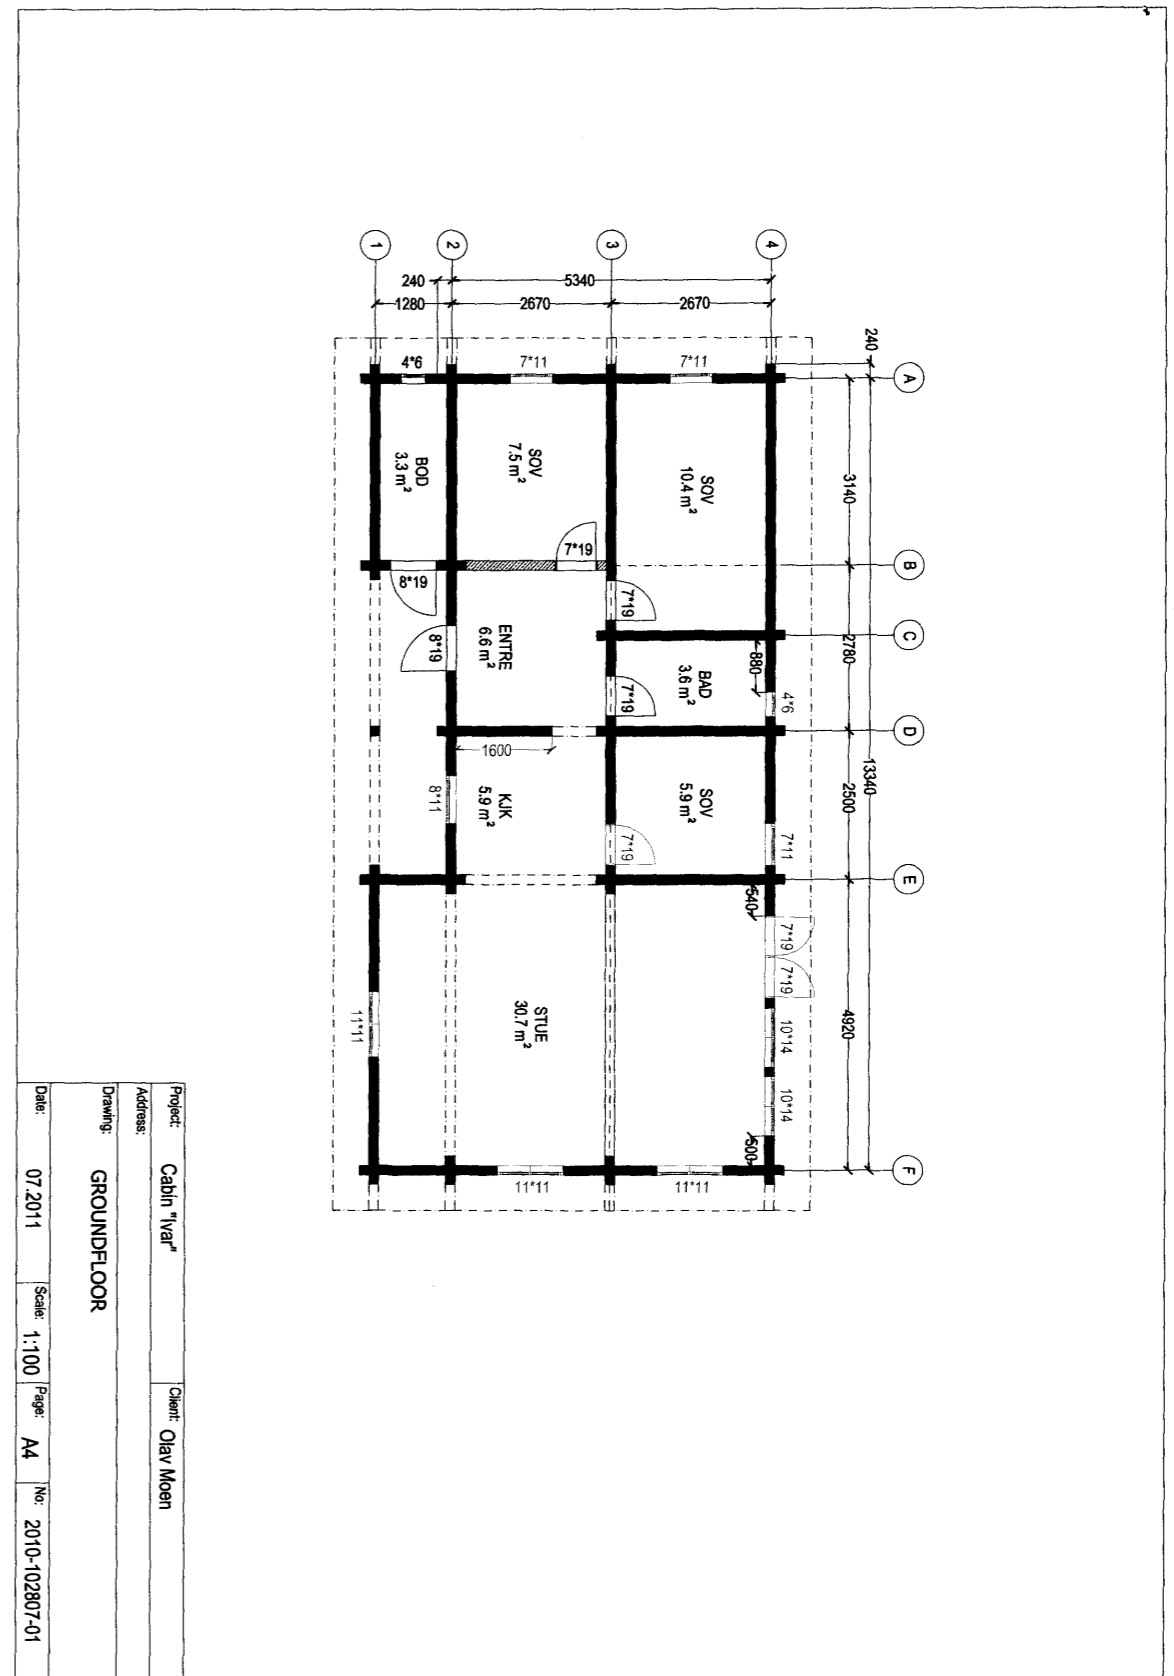 1
2
3
4
240
5340
1280
2670
2670
240
A
B
C
D
E
F
3140
2780
2500
4920
13340
4*6
7*11
7*11
BOD
3.3 m²
SOV
7.5 m²
SOV
10.4 m²
7*19
8*19
7*19
8*19
ENTRE
6.6 m²
BAD
3.6 m²
880
4*6
7*19
1600
8*11
KJK
5.9 m²
SOV
5.9 m²
7*11
7*19
540
7*19
7*19
STUE
30.7 m²
10*14
10*14
11*11
500
11*11
11*11
Project: Cabin "Ivar"
Client: Olav Moen
Address:
Drawing: GROUNDFLOOR
Date: 07.2011
Scale: 1:100
Page: A4
No: 2010-102807-01